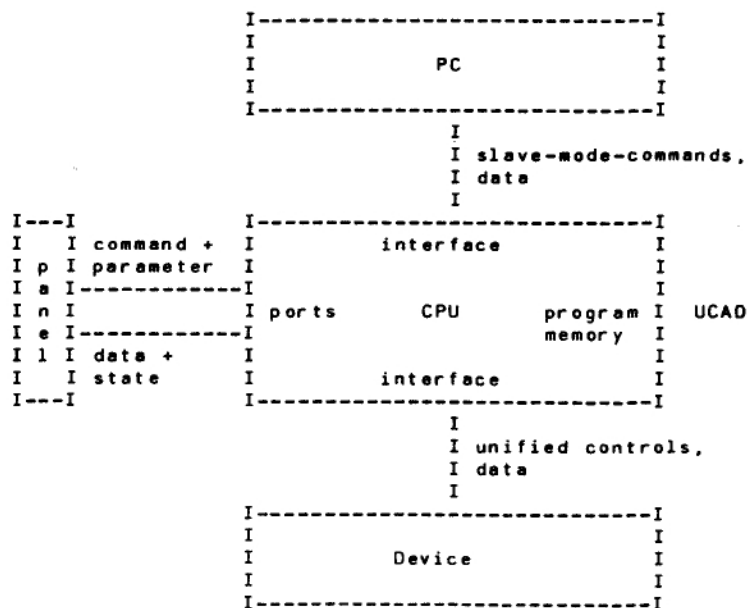 PC
slave-mode-commands,
data
command +
parameter
panel
data +
state
interface
ports CPU program memory
interface
UCAD
unified controls,
data
Device